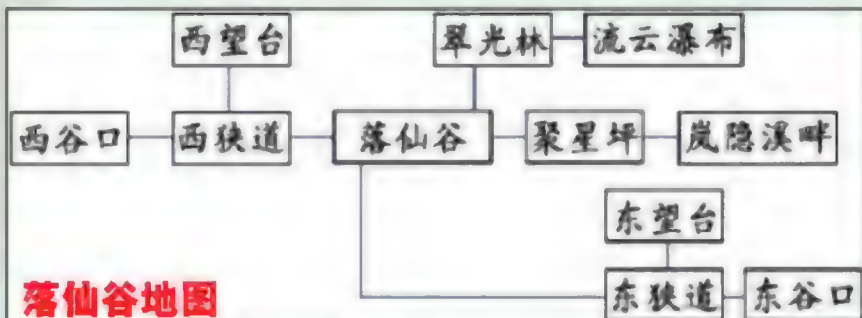 西望台
翠光林
流云瀑布
西谷口
西狭道
落仙谷
聚星坪
岚隐溪畔
东望台
落仙谷地图
东狭道
东谷口